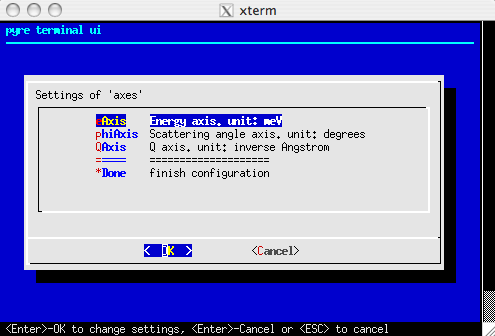 xterm
pyre terminal ui
Settings of 'axes'
eAxis Energy axis. unit: meV
phiAxis Scattering angle axis. unit: degrees
QAxis Q axis. unit: inverse Angstrom
===== ====================
*Done finish configuration
< OK > <Cancel>
<Enter>-OK to change settings, <Enter>-Cancel or <ESC> to cancel